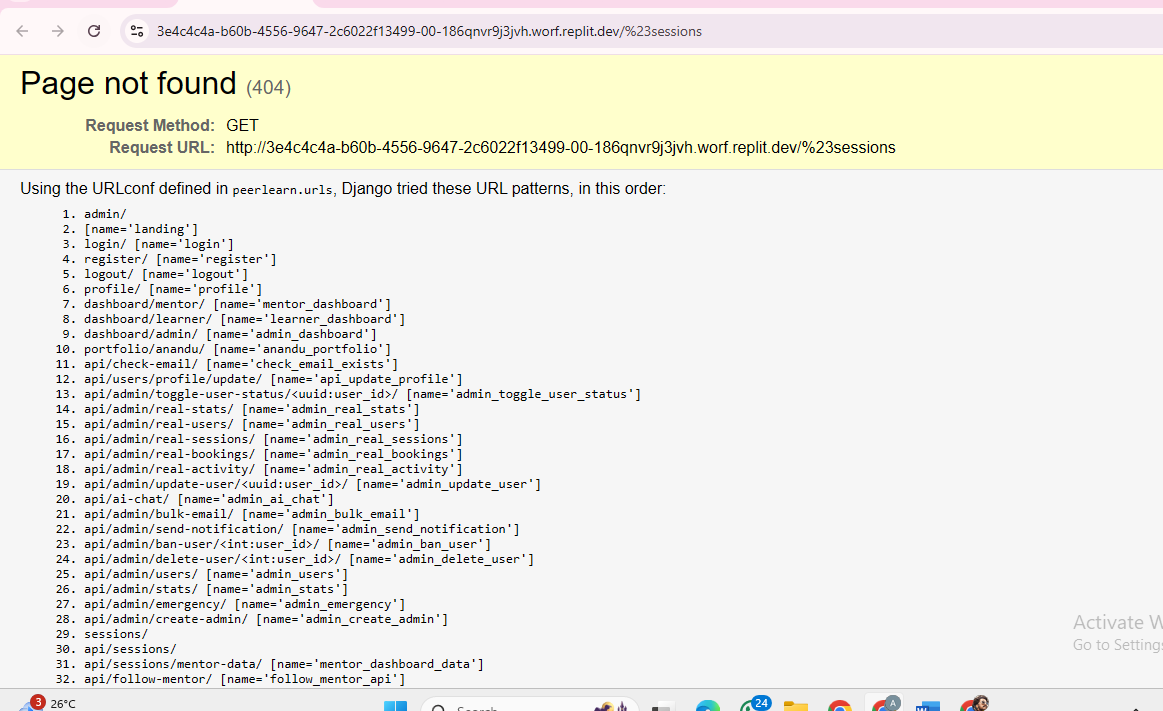 3e4c4c4a-b60b-4556-9647-2c6022f13499-00-186qnvr9j3jvh.worf.replit.dev/%23sessions
Page not found (404)
Request Method: GET
Request URL: http://3e4c4c4a-b60b-4556-9647-2c6022f13499-00-186qnvr9j3jvh.worf.replit.dev/%23sessions
Using the URLconf defined in peerlearn.urls, Django tried these URL patterns, in this order:
1. admin/
2. [name='landing']
3. login/ [name='login']
4. register/ [name='register']
5. logout/ [name='logout']
6. profile/ [name='profile']
7. dashboard/mentor/ [name='mentor_dashboard']
8. dashboard/learner/ [name='learner_dashboard']
9. dashboard/admin/ [name='admin_dashboard']
10. portfolio/anandu/ [name='anandu_portfolio']
11. api/check-email/ [name='check_email_exists']
12. api/users/profile/update/ [name='api_update_profile']
13. api/admin/toggle-user-status/<uuid:user_id>/ [name='admin_toggle_user_status']
14. api/admin/real-stats/ [name='admin_real_stats']
15. api/admin/real-users/ [name='admin_real_users']
16. api/admin/real-sessions/ [name='admin_real_sessions']
17. api/admin/real-bookings/ [name='admin_real_bookings']
18. api/admin/real-activity/ [name='admin_real_activity']
19. api/admin/update-user/<uuid:user_id>/ [name='admin_update_user']
20. api/ai-chat/ [name='admin_ai_chat']
21. api/admin/bulk-email/ [name='admin_bulk_email']
22. api/admin/send-notification/ [name='admin_send_notification']
23. api/admin/ban-user/<int:user_id>/ [name='admin_ban_user']
24. api/admin/delete-user/<int:user_id>/ [name='admin_delete_user']
25. api/admin/users/ [name='admin_users']
26. api/admin/stats/ [name='admin_stats']
27. api/admin/emergency/ [name='admin_emergency']
28. api/admin/create-admin/ [name='admin_create_admin']
29. sessions/
30. api/sessions/
31. api/sessions/mentor-data/ [name='mentor_dashboard_data']
32. api/follow-mentor/ [name='follow_mentor_api']
Activate W
Go to Settings
3 26°C
Search
24
A